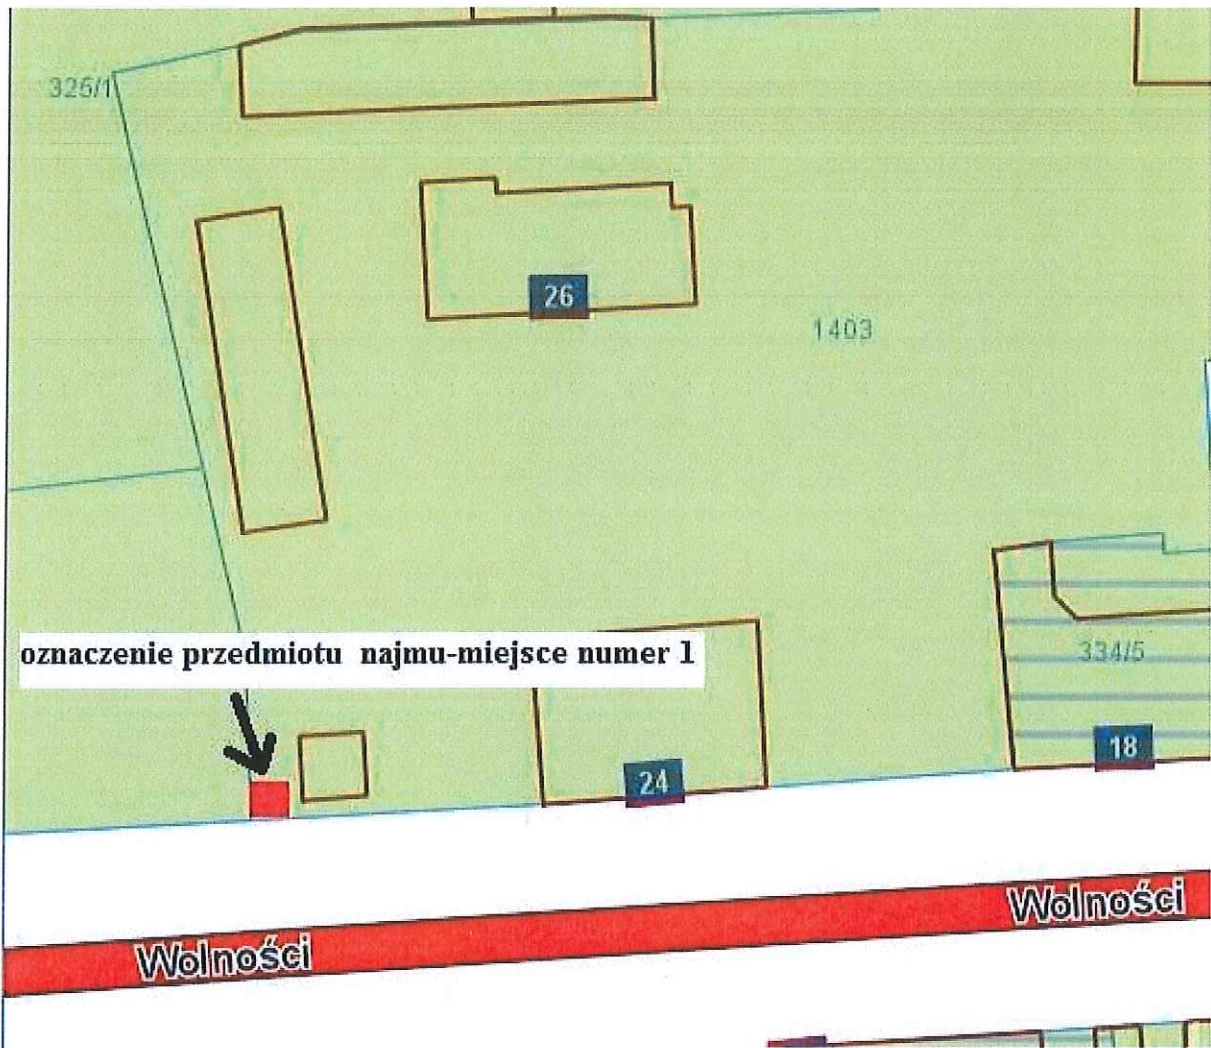 325/1
26
1403
oznaczenie przedmiotu najmu-miejsce numer 1
334/5
18
24
Wolności
Wolności